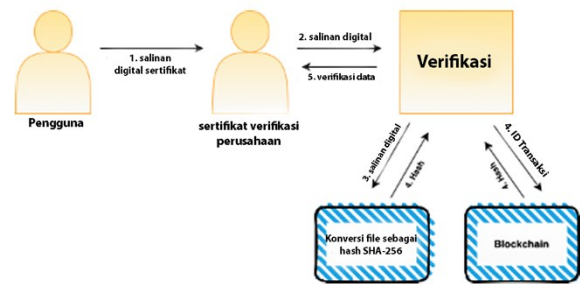 1. salinan
digital sertifikat
2. salinan digital
5. verifikasi data
Verifikasi
Pengguna
sertifikat verifikasi
perusahaan
3. salinan digital
4. Hash
4. Hash
4. ID Transaksi
Konversi file sebagai
hash SHA-256
Blockchain